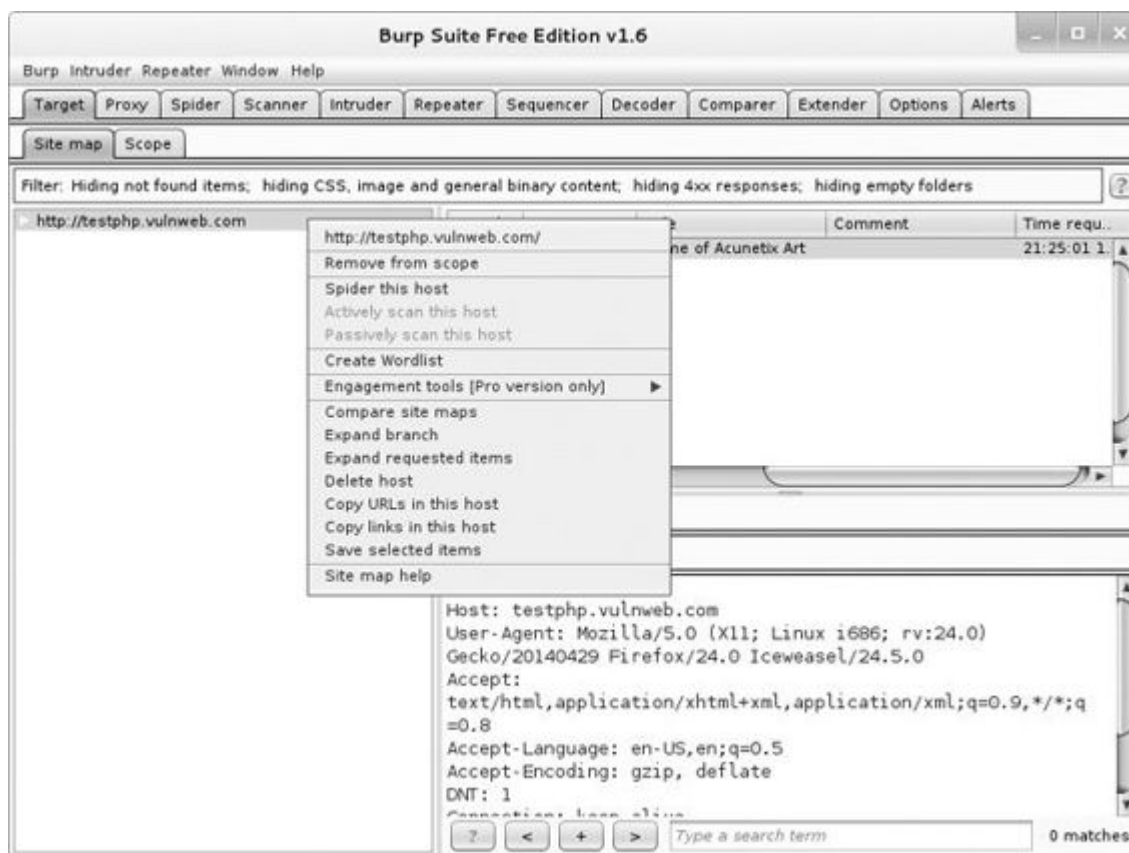 Burp Suite Free Edition v1.6
Burp Intruder Repeater Window Help
Target Proxy Spider Scanner Intruder Repeater Sequencer Decoder Comparer Extender Options Alerts
Site map Scope
Filter: Hiding not found items; hiding CSS, image and general binary content; hiding 4xx responses; hiding empty folders ?
http://testphp.vulnweb.com
Comment Time requ..
ne of Acunetix Art 21:25:01 1.
http://testphp.vulnweb.com/
Remove from scope
Spider this host
Actively scan this host
Passively scan this host
Create Wordlist
Engagement tools [Pro version only]
Compare site maps
Expand branch
Expand requested items
Delete host
Copy URLs in this host
Copy links in this host
Save selected items
Site map help
Host: testphp.vulnweb.com
User-Agent: Mozilla/5.0 (X11; Linux i686; rv:24.0)
Gecko/20140429 Firefox/24.0 Iceweasel/24.5.0
Accept:
text/html,application/xhtml+xml,application/xml;q=0.9,*/*;q
=0.8
Accept-Language: en-US,en;q=0.5
Accept-Encoding: gzip, deflate
DNT: 1
? < + > Type a search term 0 matches